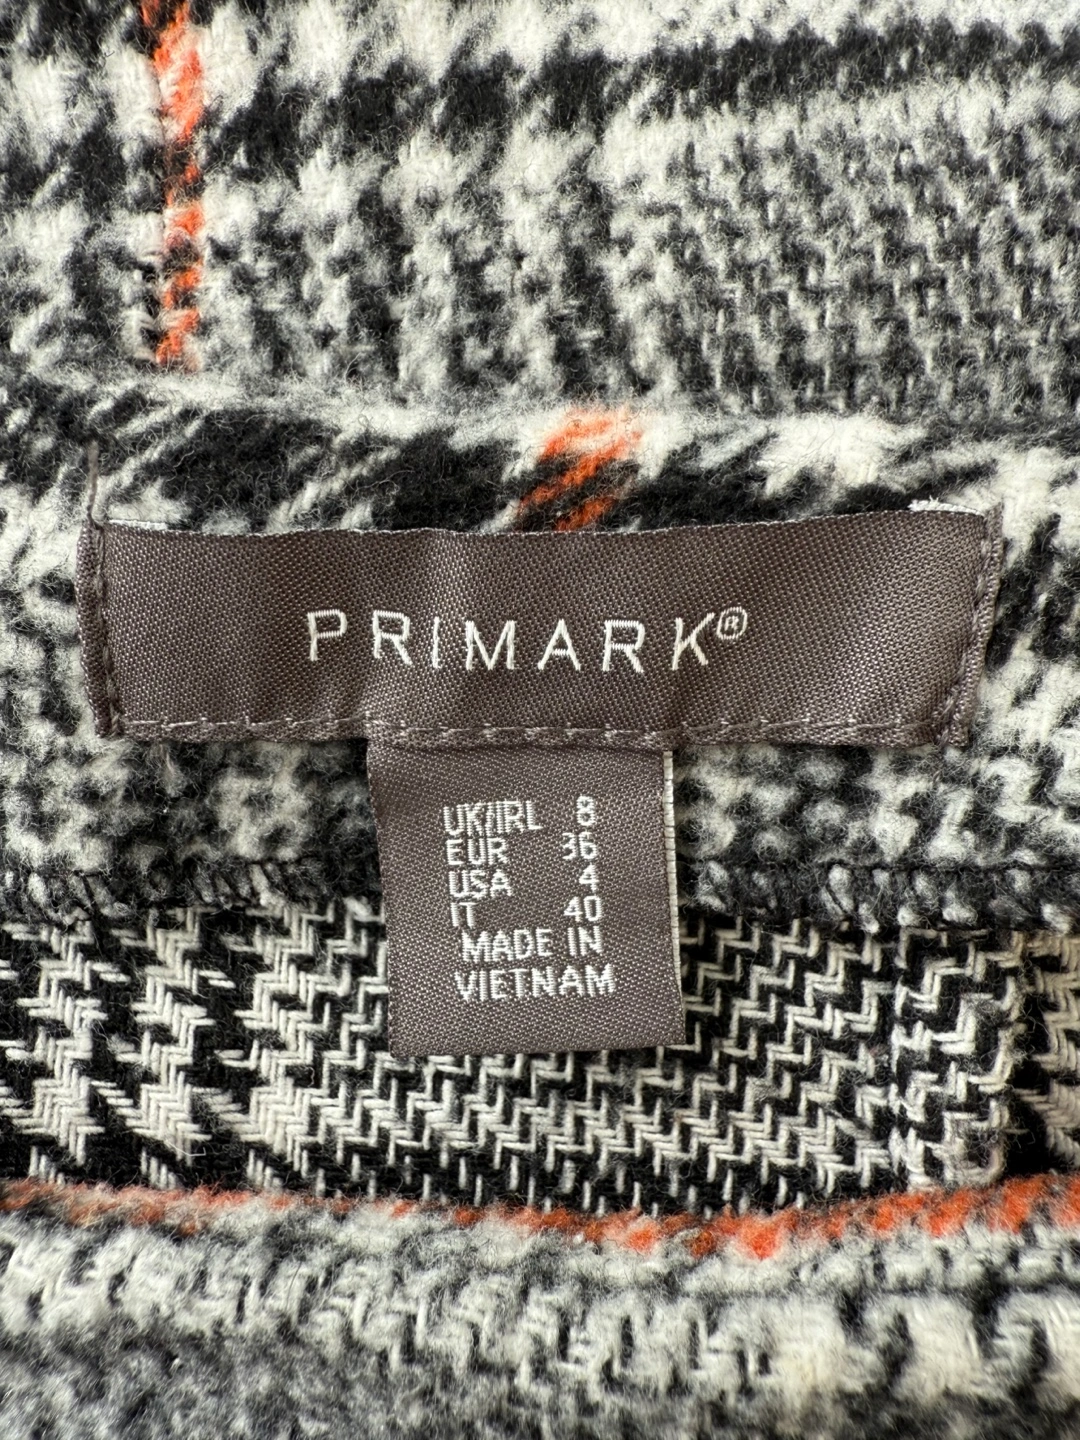 PRIMARK®
UK/IRL 8
EUR 36
USA 4
IT 40
MADE IN
VIETNAM